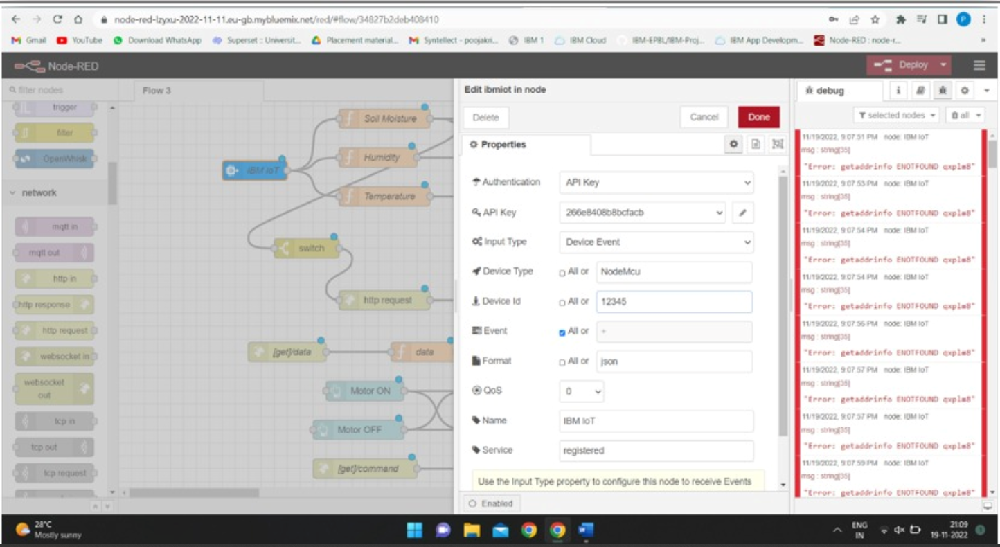 node-red-lzyxu-2022-11-11.eu-gb.mybluemix.net/red/#flow/34827b2deb408410
P
Gmail YouTube Download WhatsApp Superset :: Universit... Placement material... Syntellect - poojakri... IBM 1 IBM Cloud IBM-EPBL/IBM-Proj... IBM App Developm... Node-RED : node-r... »
Node-RED Deploy
filter nodes
trigger
filter
OpenWhisk
network
mqtt in
mqtt out
http in
http response
http request
websocket in
websocket out
tcp in
tcp out
tcp request
Flow 3
Soil Moisture
IBM IoT
Humidity
Temperature
switch
http request
[get]/data
data
Motor ON
Motor OFF
[get]/command
Edit ibmiot in node
Delete Cancel Done
Properties
Authentication API Key
API Key 266e8408b8bcfacb
Input Type Device Event
Device Type All or NodeMcu
Device Id All or 12345
Event All or +
Format All or json
QoS 0
Name IBM IoT
Service registered
Use the Input Type property to configure this node to receive Events
Enabled
debug i
selected nodes all
11/19/2022, 9:07:51 PM node: IBM IoT
msg : string[35]
"Error: getaddrinfo ENOTFOUND qxplm8"
11/19/2022, 9:07:53 PM node: IBM IoT
msg : string[35]
"Error: getaddrinfo ENOTFOUND qxplm8"
11/19/2022, 9:07:54 PM node: IBM IoT
msg : string[35]
"Error: getaddrinfo ENOTFOUND qxplm8"
11/19/2022, 9:07:54 PM node: IBM IoT
msg : string[35]
"Error: getaddrinfo ENOTFOUND qxplm8"
11/19/2022, 9:07:56 PM node: IBM IoT
msg : string[35]
"Error: getaddrinfo ENOTFOUND qxplm8"
11/19/2022, 9:07:57 PM node: IBM IoT
msg : string[35]
"Error: getaddrinfo ENOTFOUND qxplm8"
11/19/2022, 9:07:57 PM node: IBM IoT
msg : string[35]
"Error: getaddrinfo ENOTFOUND qxplm8"
11/19/2022, 9:07:59 PM node: IBM IoT
msg : string[35]
"Error: getaddrinfo ENOTFOUND qxplm8"
28°C
Mostly sunny
ENG
IN
21:09
19-11-2022
1